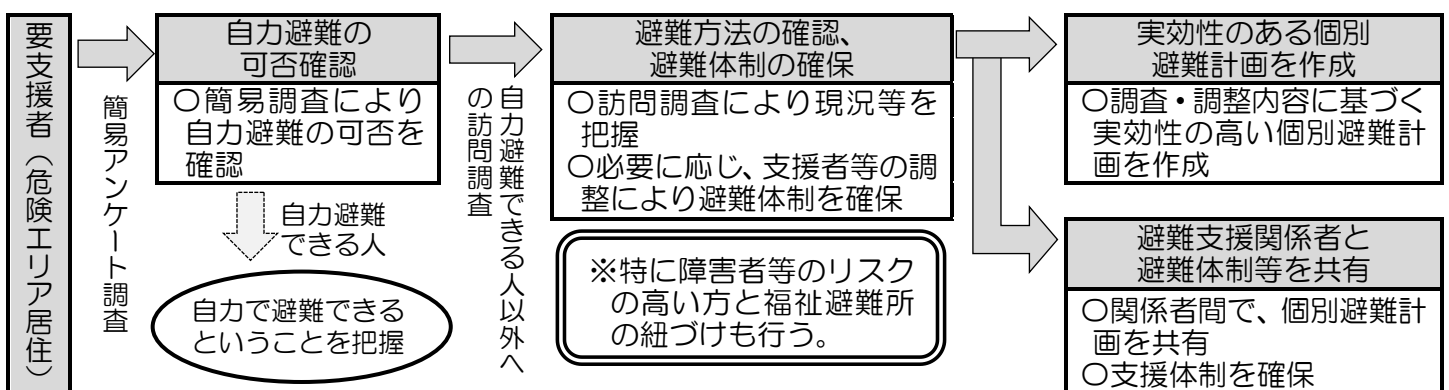 要支援者（危険エリア居住）
簡易アンケート調査
自力避難の
可否確認
〇簡易調査により
自力避難の可否を
確認
自力避難
できる人
自力で避難できる
ということを把握
自力避難できる人以外へ
の訪問調査
避難方法の確認、
避難体制の確保
〇訪問調査により現況等を
把握
〇必要に応じ、支援者等の調
整により避難体制を確保
※特に障害者等のリスク
の高い方と福祉避難所
の紐づけも行う。
実効性のある個別
避難計画を作成
〇調査・調整内容に基づく
実効性の高い個別避難計
画を作成
避難支援関係者と
避難体制等を共有
〇関係者間で、個別避難計
画を共有
〇支援体制を確保